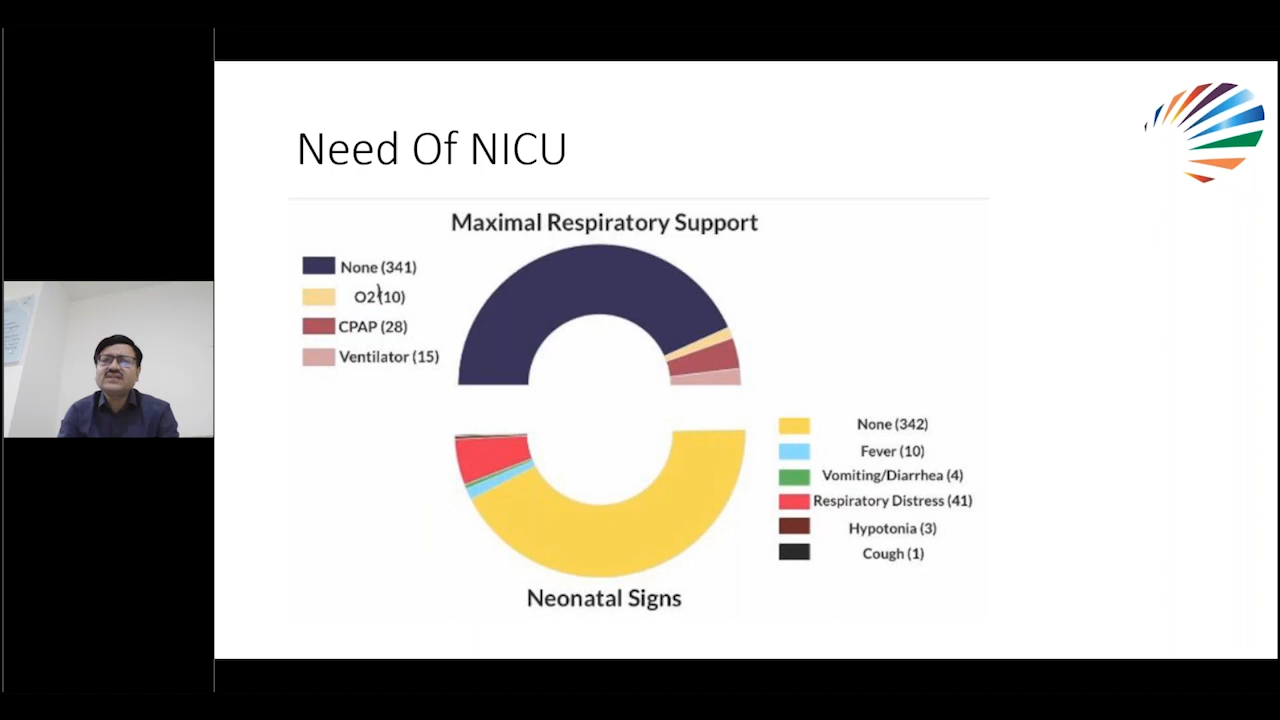 Need Of NICU
Maximal Respiratory Support
None (341)
O2 (10)
CPAP (28)
Ventilator (15)
None (342)
Fever (10)
Vomiting/Diarrhea (4)
Respiratory Distress (41)
Hypotonia (3)
Cough (1)
Neonatal Signs